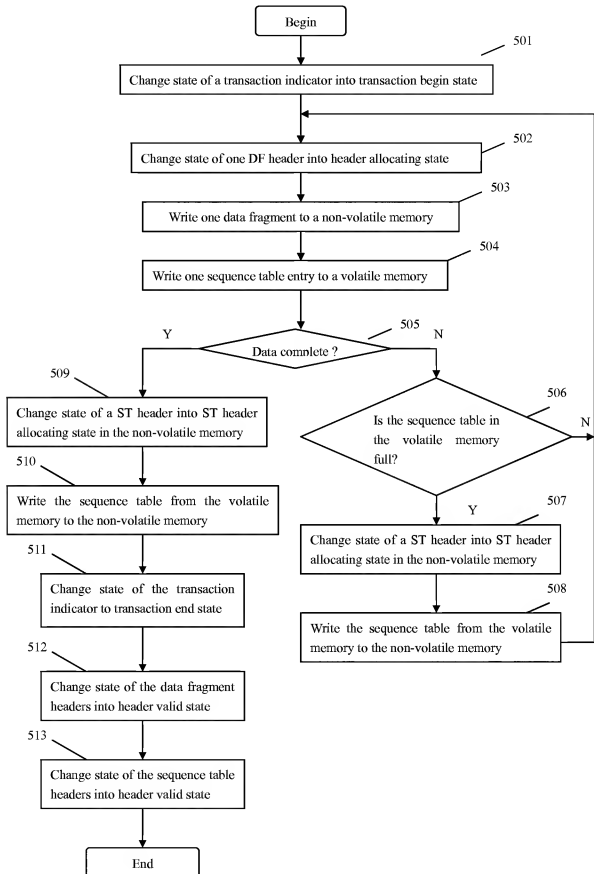 Begin
501
Change state of a transaction indicator into transaction begin state
502
Change state of one DF header into header allocating state
503
Write one data fragment to a non-volatile memory
504
Write one sequence table entry to a volatile memory
505
Y
N
Data complete ?
509
Change state of a ST header into ST header
allocating state in the non-volatile memory
506
Is the sequence table in
the volatile memory
full?
N
510
Write the sequence table from the volatile
memory to the non-volatile memory
Y
507
Change state of a ST header into ST header
allocating state in the non-volatile memory
511
Change state of the transaction
indicator to transaction end state
508
Write the sequence table from the volatile
memory to the non-volatile memory
512
Change state of the data fragment
headers into header valid state
513
Change state of the sequence table
headers into header valid state
End